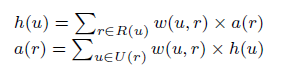 h(u) = ∑_{r∈R(u)} w(u, r) × a(r)
a(r) = ∑_{u∈U(r)} w(u, r) × h(u)